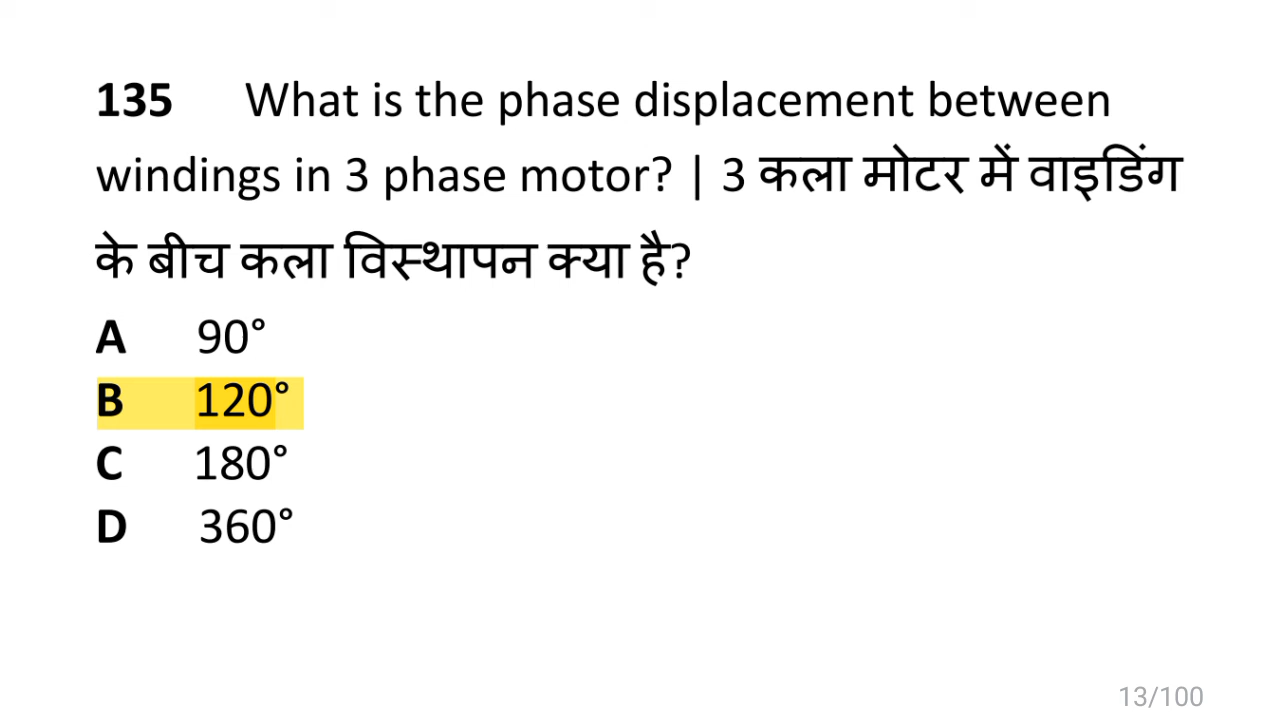 135 What is the phase displacement between
windings in 3 phase motor? | 3 कला मोटर में वाइडिंग
के बीच कला विस्थापन क्या है?
A 90°
B 120°
C 180°
D 360°
13/100